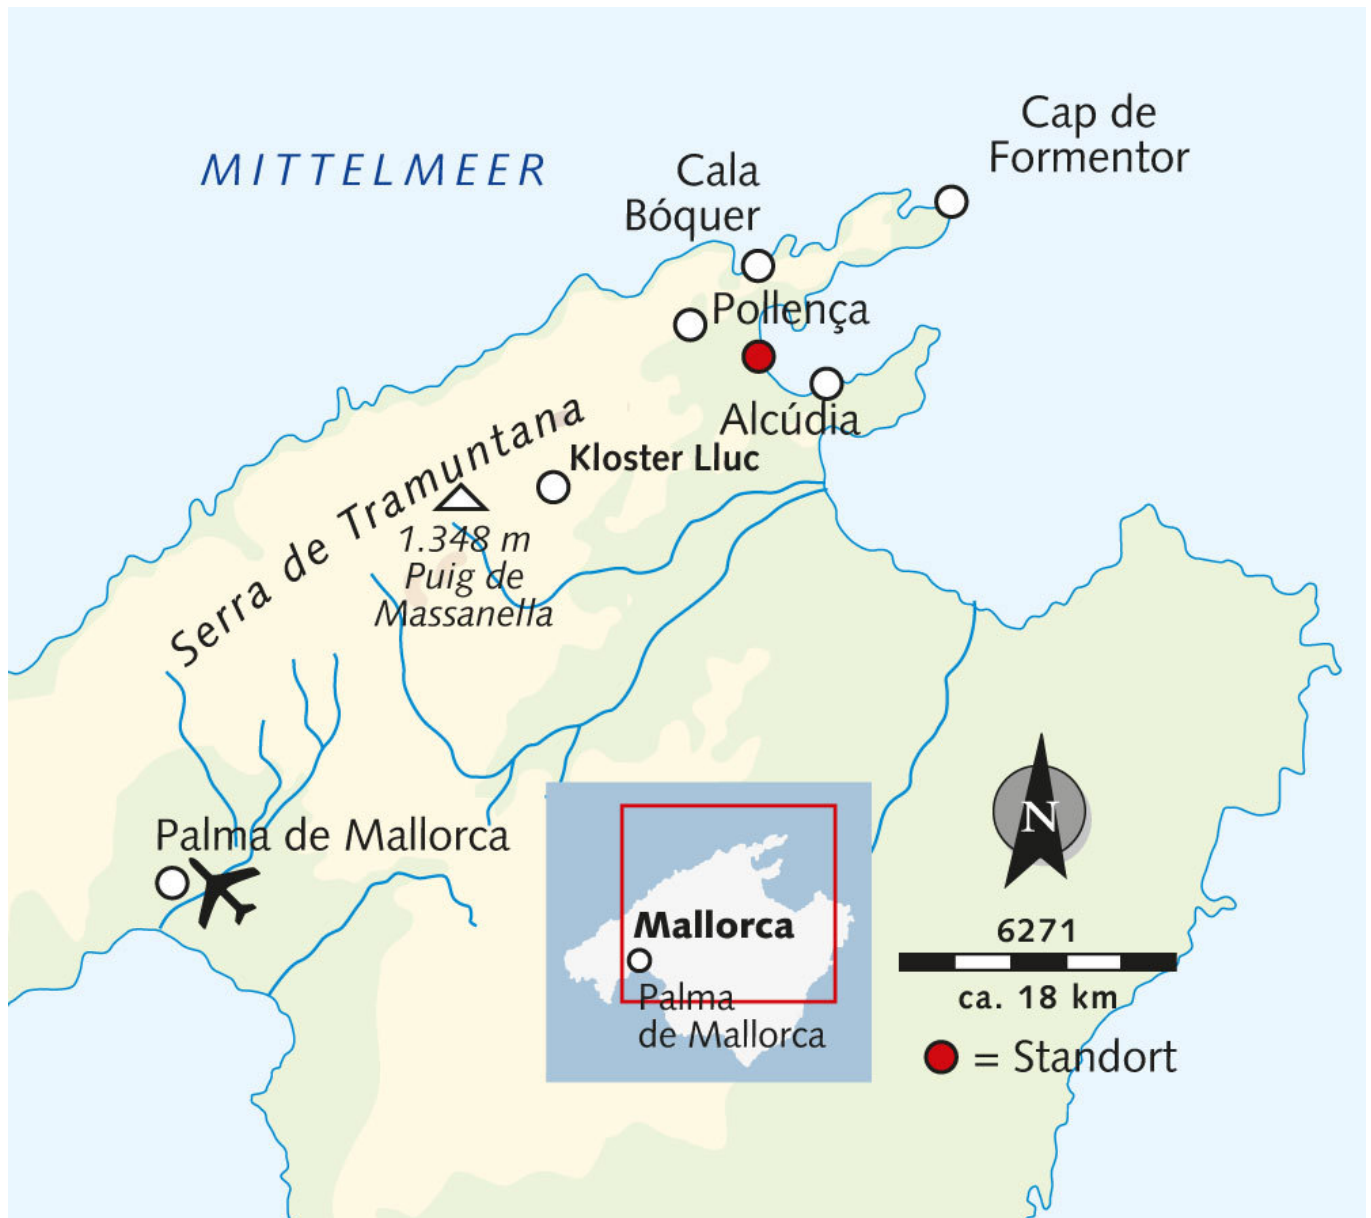 Cap de
Formentor
MITTELMEER
Cala
Bóquer
Pollença
Alcúdia
Serra de Tramuntana
Kloster Lluc
1.348 m
Puig de
Massanella
Palma de Mallorca
N
Mallorca
Palma
de Mallorca
6271
ca. 18 km
= Standort